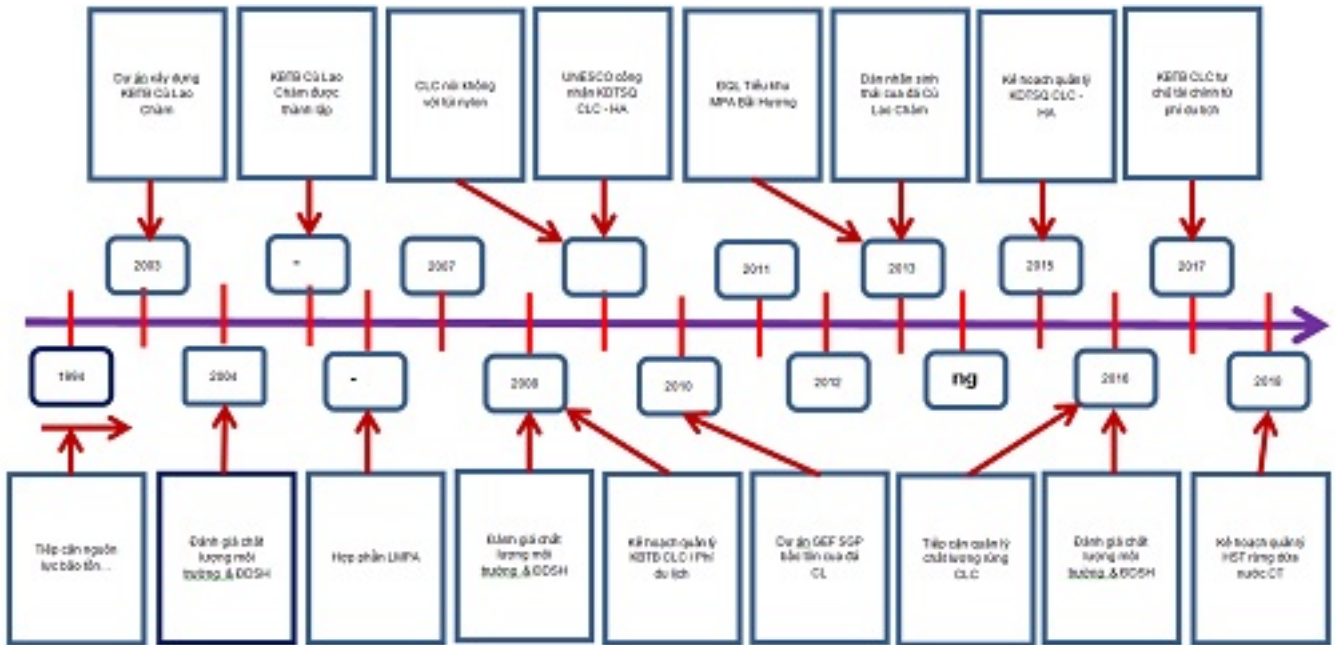 Dự án xây dựng
KBTB Cù Lao
Chàm
KBTB Cù Lao
Chàm được
thành lập
CLC nói không
với túi nylon
UNESCO công
nhận KDTSQ
CLC - HA
BQL Tiểu khu
MPA Bãi Hương
Dán nhãn sinh
thái cua đá Cù
Lao Chàm
Kế hoạch quản lý
KDTSQ CLC -
HA
KBTB CLC tự
chủ tài chính từ
phí du lịch
2003
-
2007
2011
2013
2015
2017
1994
2004
-
2008
2010
2012
ng
2016
2018
Tiếp cận nguồn
lực bảo tồn...
Đánh giá chất
lượng môi
trường & ĐDSH
Hợp phần LMPA
Đánh giá chất
lượng môi
trường & ĐDSH
Kế hoạch quản lý
KBTB CLC / Phí
du lịch
Dự án GEF SGP
bảo tồn cua đá
CL
Tiếp cận quản lý
chất lượng rừng
CLC
Đánh giá chất
lượng môi
trường & ĐDSH
Kế hoạch quản lý
HST rừng dừa
nước CT